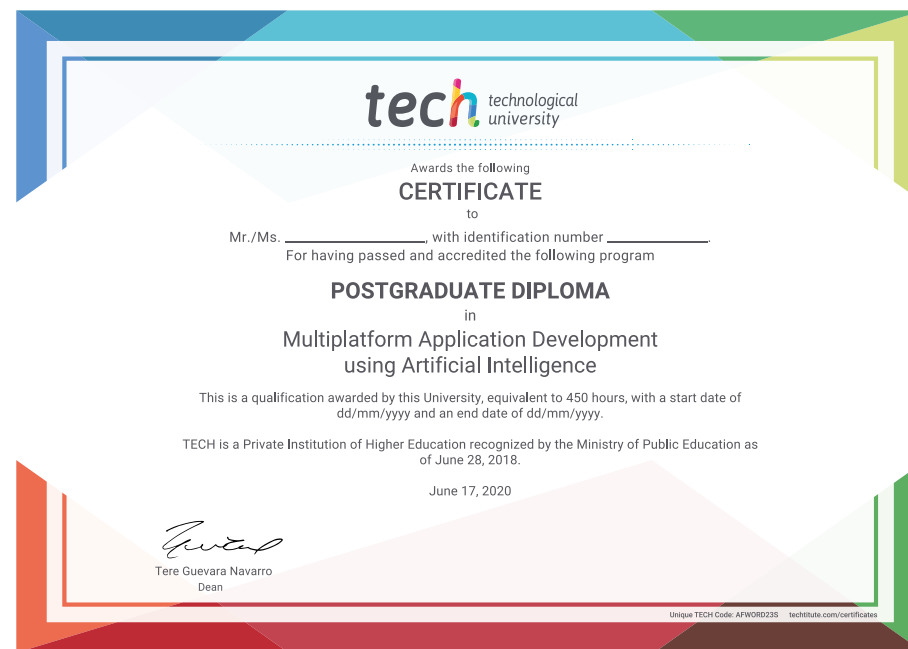 tech technological
university
Awards the following
CERTIFICATE
to
Mr./Ms. ____________________, with identification number ______________.
For having passed and accredited the following program
POSTGRADUATE DIPLOMA
in
Multiplatform Application Development
using Artificial Intelligence
This is a qualification awarded by this University, equivalent to 450 hours, with a start date of
dd/mm/yyyy and an end date of dd/mm/yyyy.
TECH is a Private Institution of Higher Education recognized by the Ministry of Public Education as
of June 28, 2018.
June 17, 2020
Tere Guevara Navarro
Dean
Unique TECH Code: AFWORD23S techtitute.com/certificates